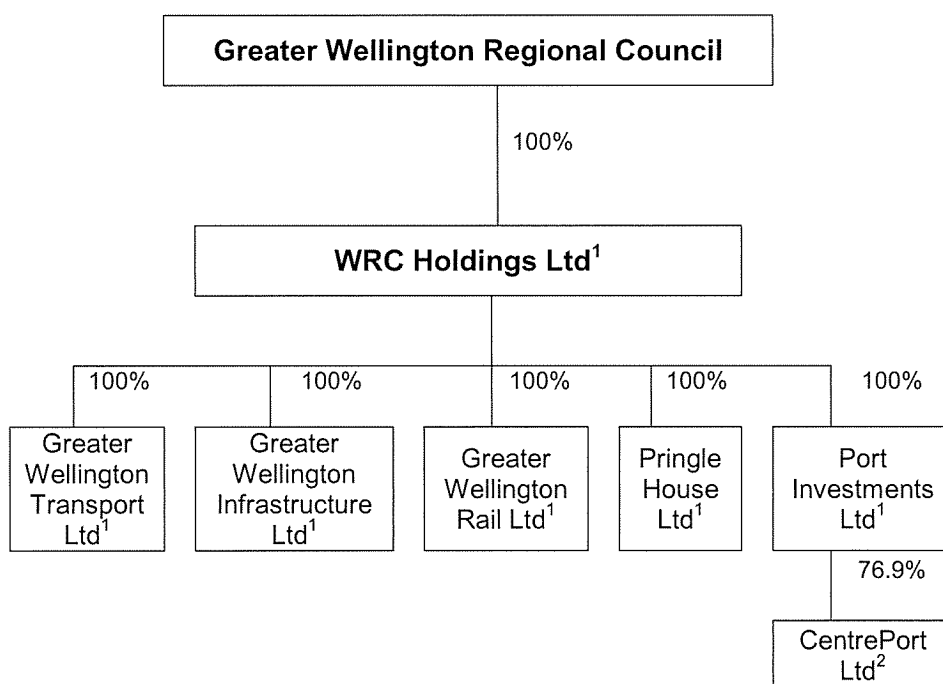 Greater Wellington Regional Council
100%
WRC Holdings Ltd¹
100%
100%
100%
100%
100%
Greater
Wellington
Transport
Ltd¹
Greater
Wellington
Infrastructure
Ltd¹
Greater
Wellington
Rail Ltd¹
Pringle
House
Ltd¹
Port
Investments
Ltd¹
76.9%
CentrePort
Ltd²